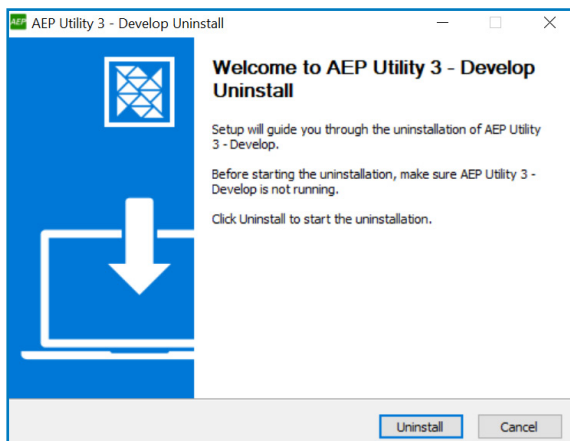 AEP AEP Utility 3 - Develop Uninstall
Welcome to AEP Utility 3 - Develop
Uninstall
Setup will guide you through the uninstallation of AEP Utility
3 - Develop.
Before starting the uninstallation, make sure AEP Utility 3 -
Develop is not running.
Click Uninstall to start the uninstallation.
Uninstall Cancel